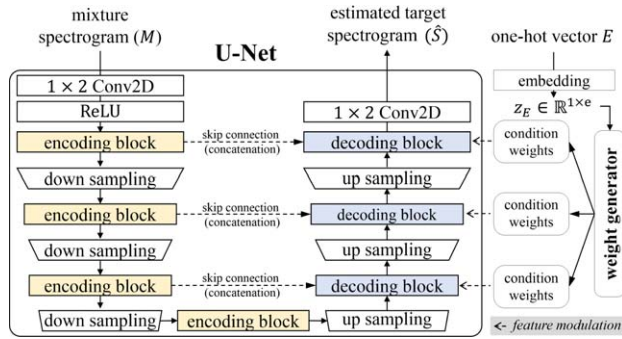 mixture
spectrogram (M)
estimated target
spectrogram (Ŝ)
one-hot vector E
U-Net
1 × 2 Conv2D
ReLU
encoding block
down sampling
encoding block
down sampling
encoding block
down sampling
encoding block
up sampling
decoding block
up sampling
decoding block
up sampling
decoding block
1 × 2 Conv2D
skip connection
(concatenation)
skip connection
(concatenation)
skip connection
(concatenation)
embedding
z_E ∈ ℝ^{1×e}
condition
weights
condition
weights
condition
weights
weight generator
feature modulation